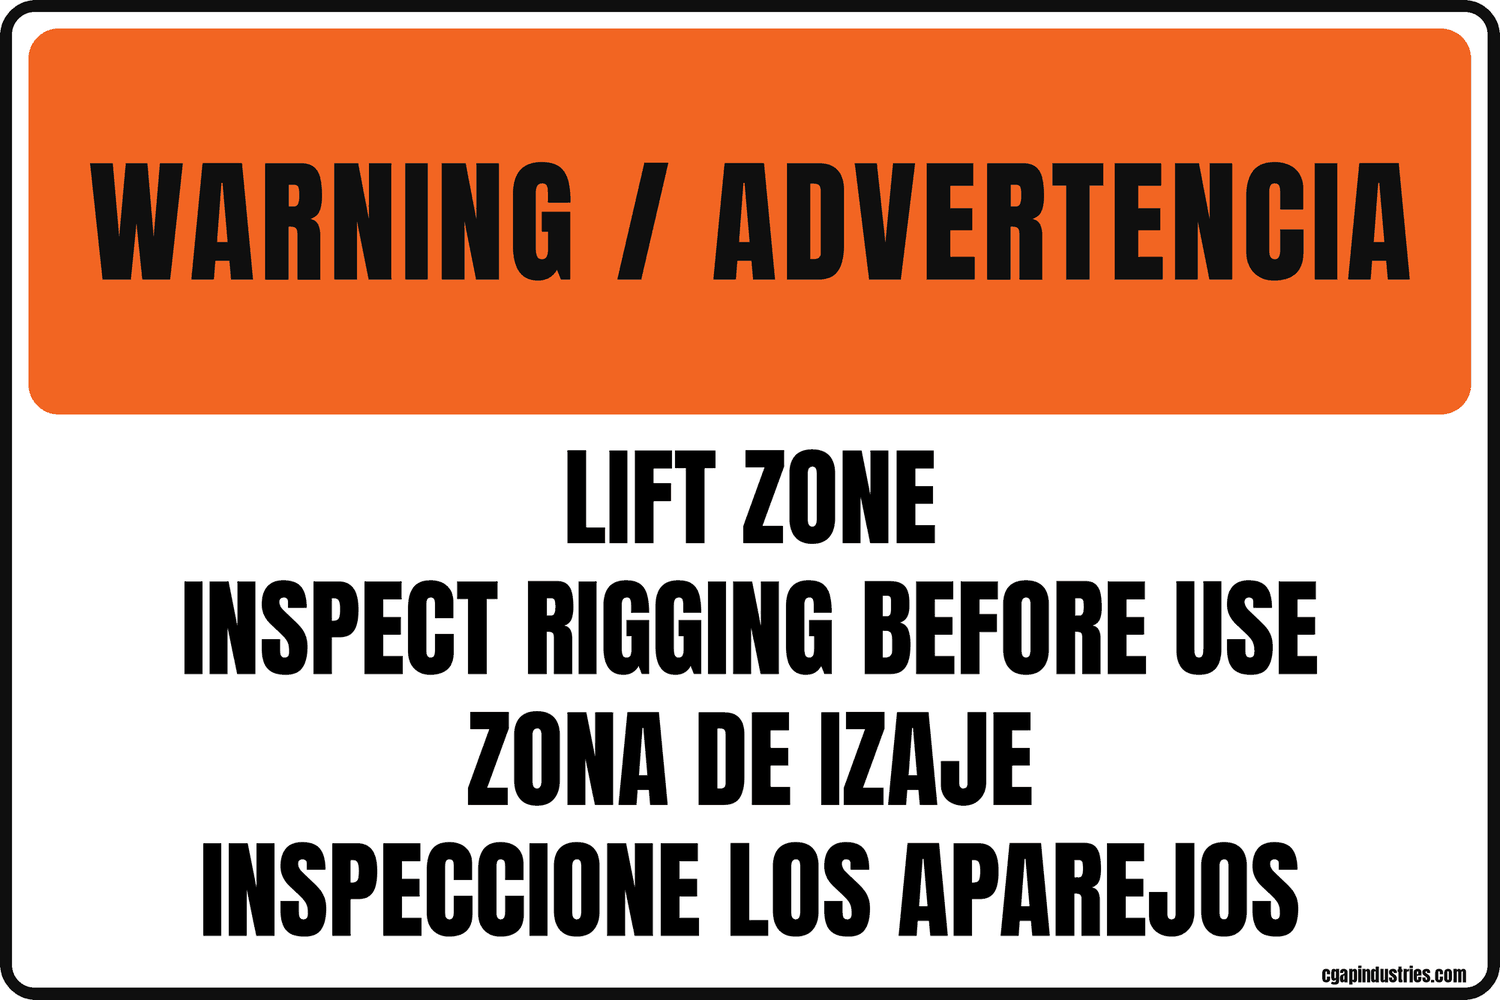 WARNING / ADVERTENCIA
LIFT ZONE
INSPECT RIGGING BEFORE USE
ZONA DE IZAJE
INSPECCIONE LOS APAREJOS
cgapindustries.com